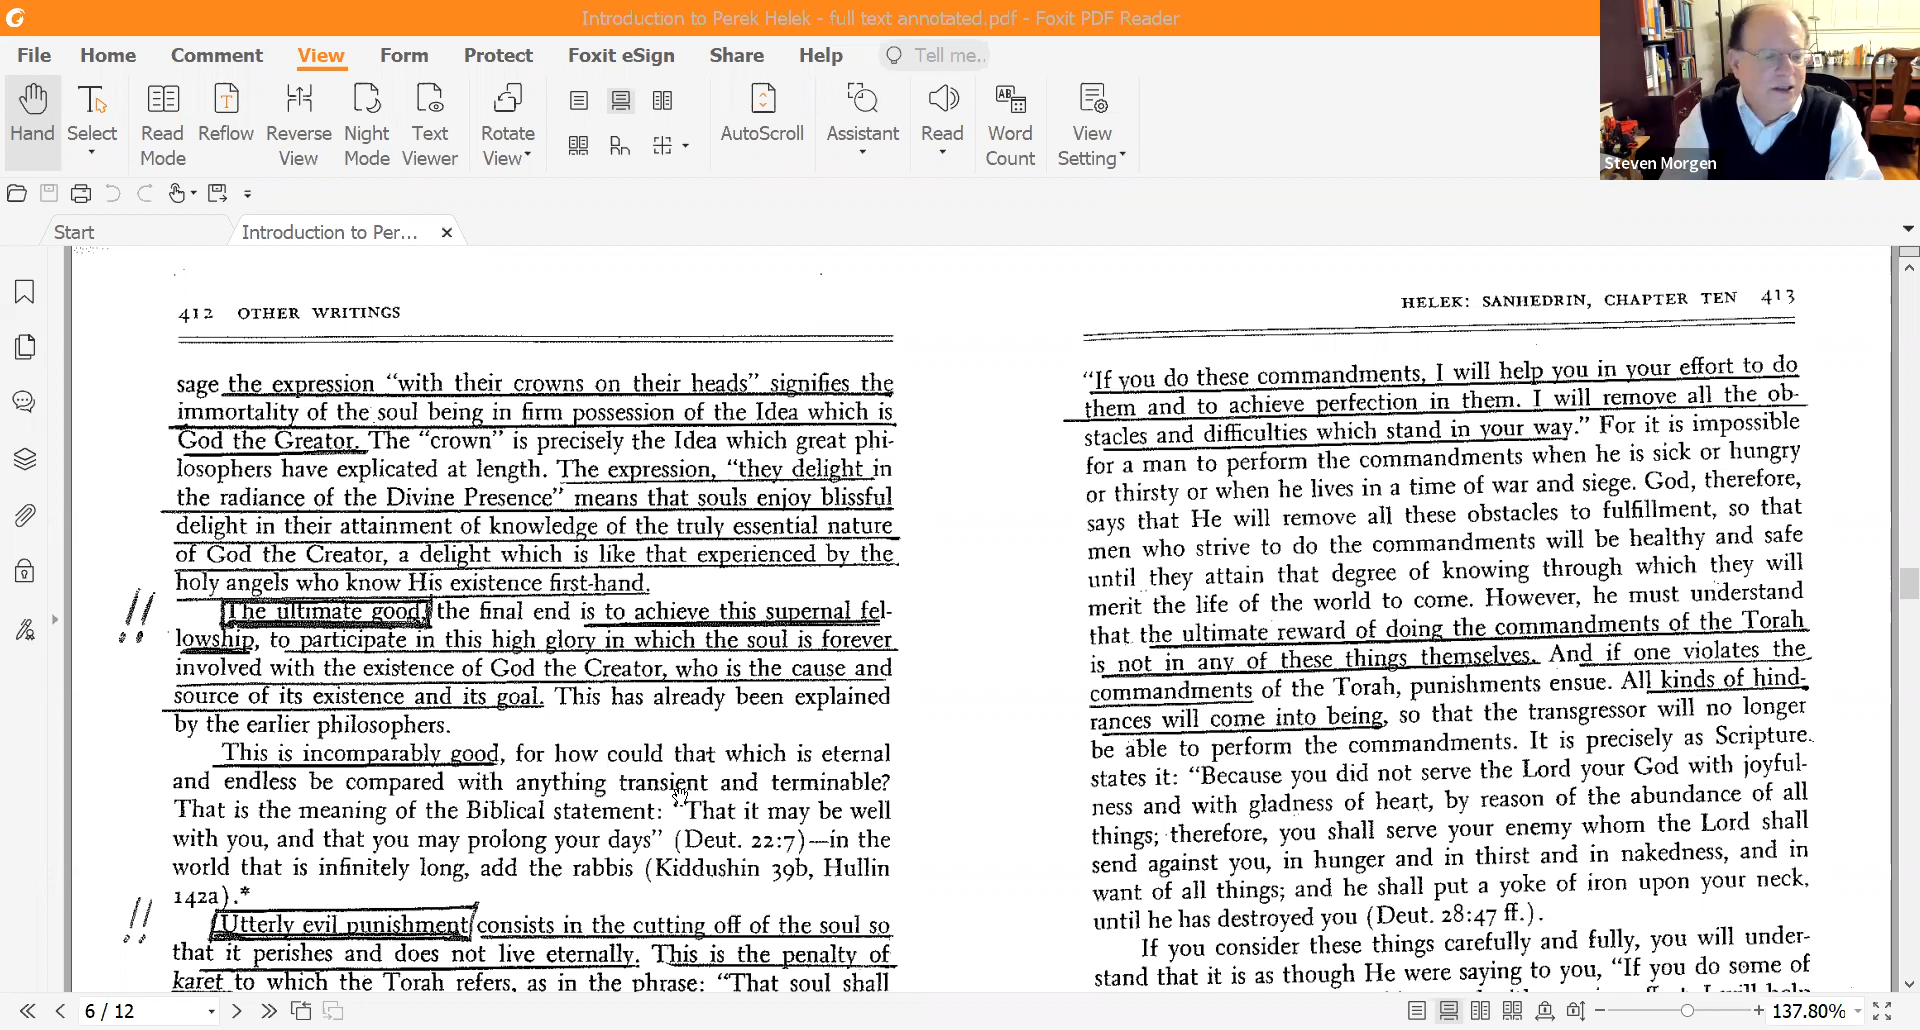 Introduction to Perek Helek - full text annotated.pdf - Foxit PDF Reader
File Home Comment View Form Protect Foxit eSign Share Help Tell me..
Hand Select Read Mode Reflow Reverse View Night Mode Text Viewer Rotate View AutoScroll Assistant Read Word Count View Setting
Steven Morgen
Start Introduction to Per...
412 OTHER WRITINGS
sage the expression “with their crowns on their heads” signifies the
immortality of the soul being in firm possession of the Idea which is
God the Greator. The “crown” is precisely the Idea which great phi-
losophers have explicated at length. The expression, “they delight in
the radiance of the Divine Presence” means that souls enjoy blissful
delight in their attainment of knowledge of the truly essential nature
of God the Creator, a delight which is like that experienced by the
holy angels who know His existence first-hand.
The ultimate good, the final end is to achieve this supernal fel-
lowship, to participate in this high glory in which the soul is forever
involved with the existence of God the Creator, who is the cause and
source of its existence and its goal. This has already been explained
by the earlier philosophers.
This is incomparably good, for how could that which is eternal
and endless be compared with anything transient and terminable?
That is the meaning of the Biblical statement: “That it may be well
with you, and that you may prolong your days” (Deut. 22:7)—in the
world that is infinitely long, add the rabbis (Kiddushin 39b, Hullin
142a).*
Utterly evil punishment consists in the cutting off of the soul so
that it perishes and does not live eternally. This is the penalty of
karet to which the Torah refers, as in the phrase: “That soul shall
!!
!!
HELEK: SANHEDRIN, CHAPTER TEN 413
“If you do these commandments, I will help you in your effort to do
them and to achieve perfection in them. I will remove all the ob-
stacles and difficulties which stand in your way.” For it is impossible
for a man to perform the commandments when he is sick or hungry
or thirsty or when he lives in a time of war and siege. God, therefore,
says that He will remove all these obstacles to fulfillment, so that
men who strive to do the commandments will be healthy and safe
until they attain that degree of knowing through which they will
merit the life of the world to come. However, he must understand
that the ultimate reward of doing the commandments of the Torah
is not in any of these things themselves. And if one violates the
commandments of the Torah, punishments ensue. All kinds of hind-
rances will come into being, so that the transgressor will no longer
be able to perform the commandments. It is precisely as Scripture
states it: “Because you did not serve the Lord your God with joyful-
ness and with gladness of heart, by reason of the abundance of all
things; therefore, you shall serve your enemy whom the Lord shall
send against you, in hunger and in thirst and in nakedness, and in
want of all things; and he shall put a yoke of iron upon your neck,
until he has destroyed you (Deut. 28:47 ff.).
If you consider these things carefully and fully, you will under-
stand that it is as though He were saying to you, “If you do some of
6 / 12 137.80%